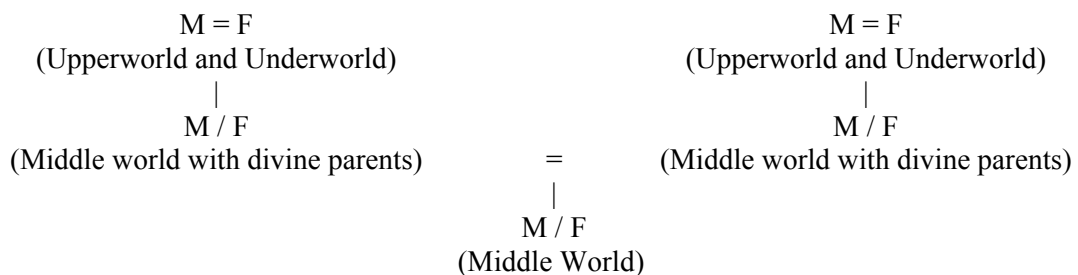 M = F M = F
(Upperworld and Underworld) (Upperworld and Underworld)
| |
M / F M / F
(Middle world with divine parents) = (Middle world with divine parents)
|
M / F
(Middle World)